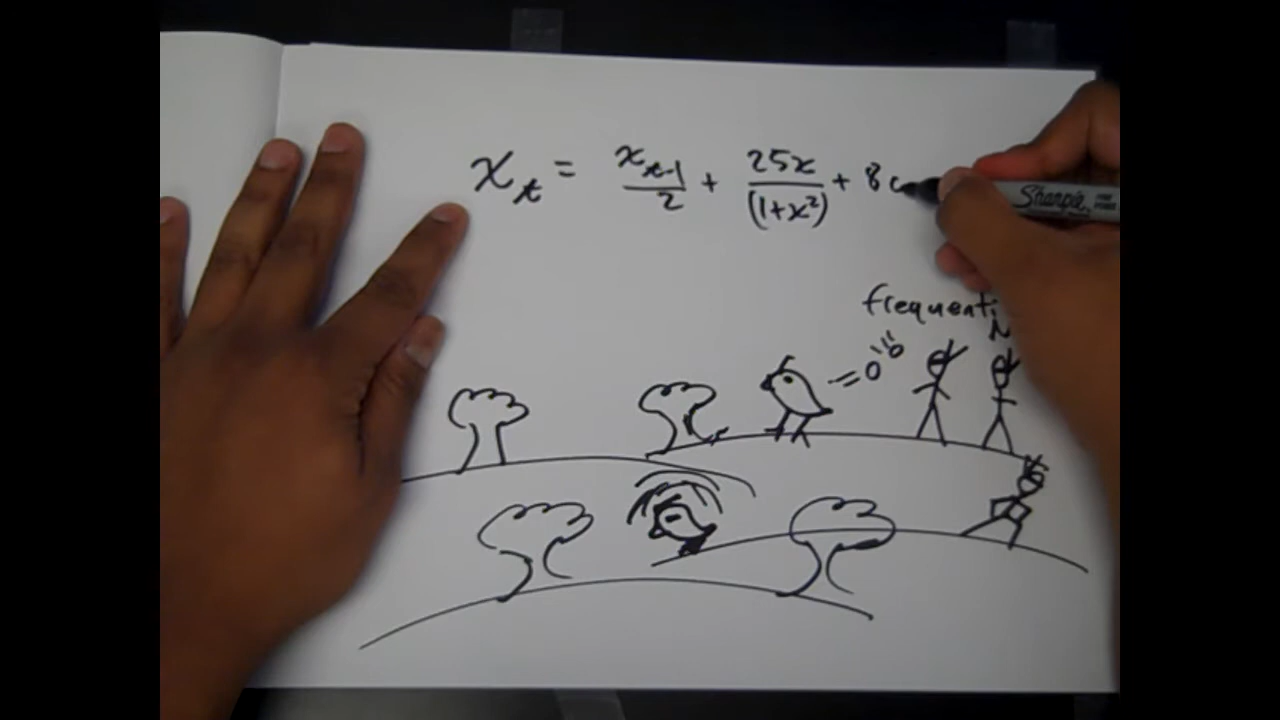 x_t = x_{t-1}/2 + 25x/(1+x²) + 8 c
Sharpie
frequenti
N